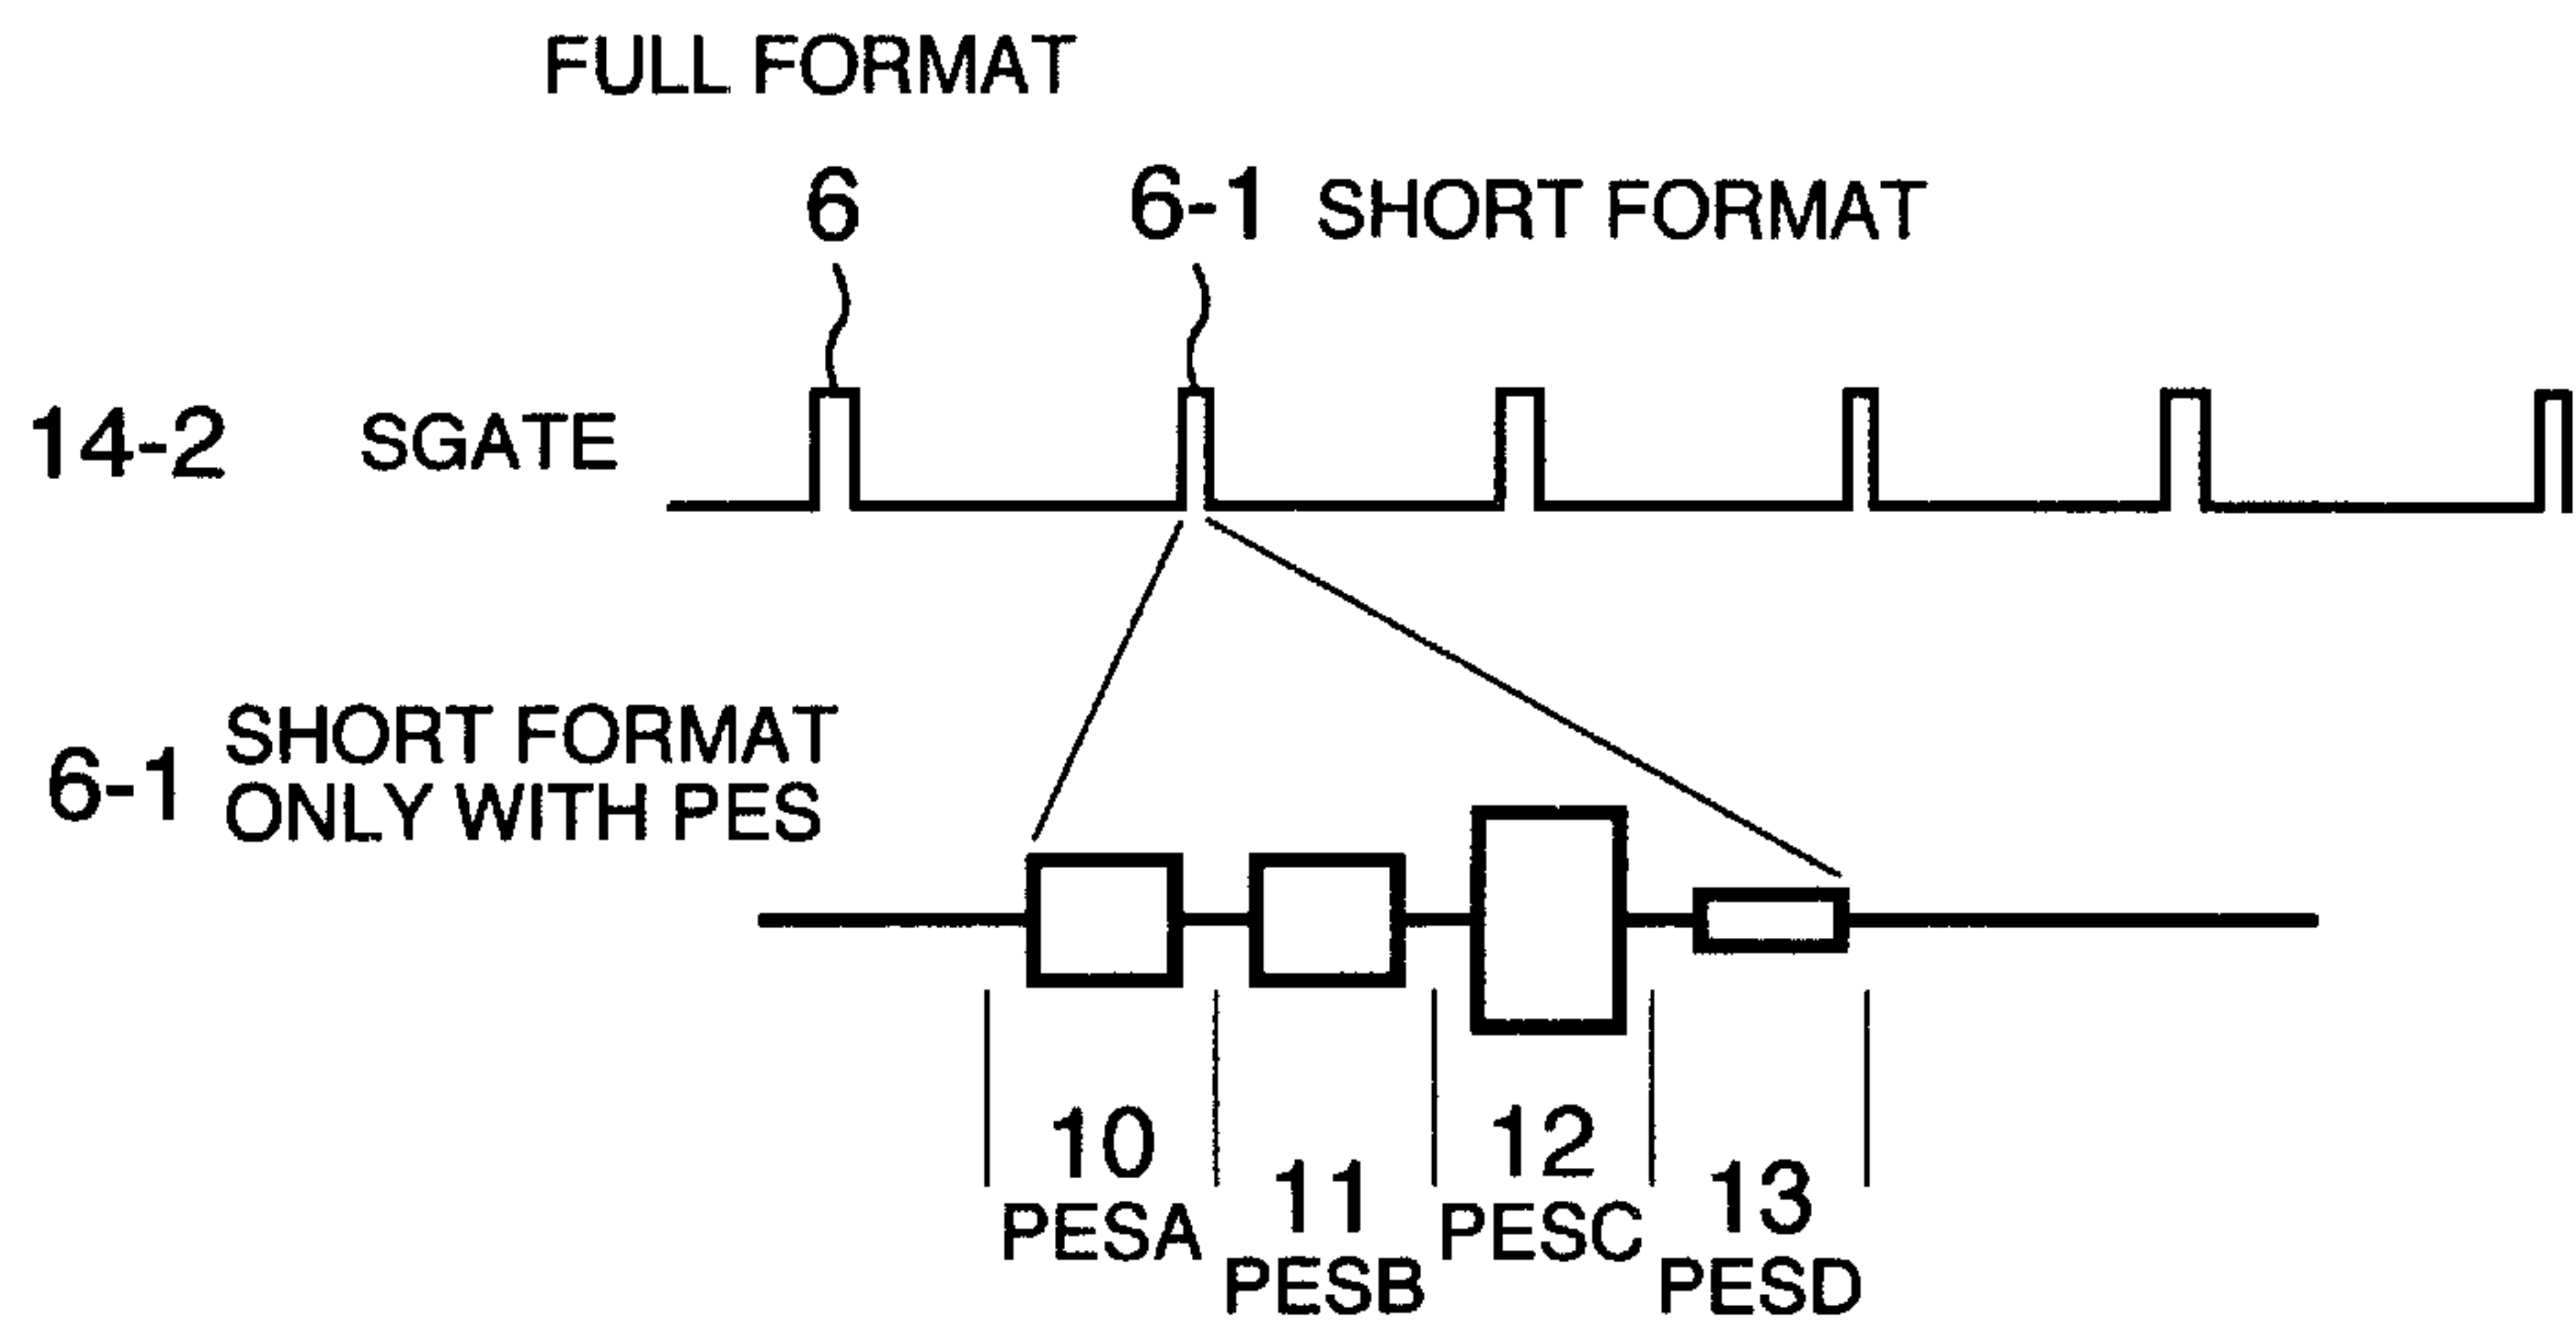 FULL FORMAT
6
6-1 SHORT FORMAT
14-2 SGATE
6-1 SHORT FORMAT
ONLY WITH PES
10
PESA
11
PESB
12
PESC
13
PESD